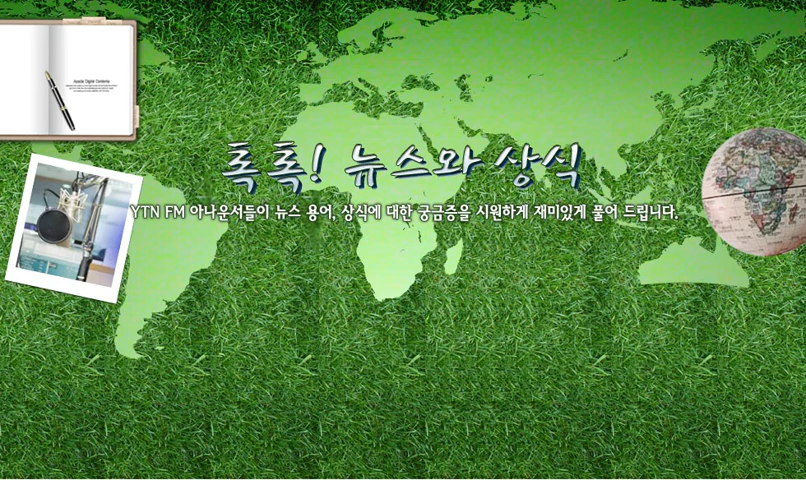 톡톡! 뉴스와 상식
YTN FM 아나운서들이 뉴스 용어, 상식에 대한 궁금증을 시원하게 재미있게 풀어 드립니다.